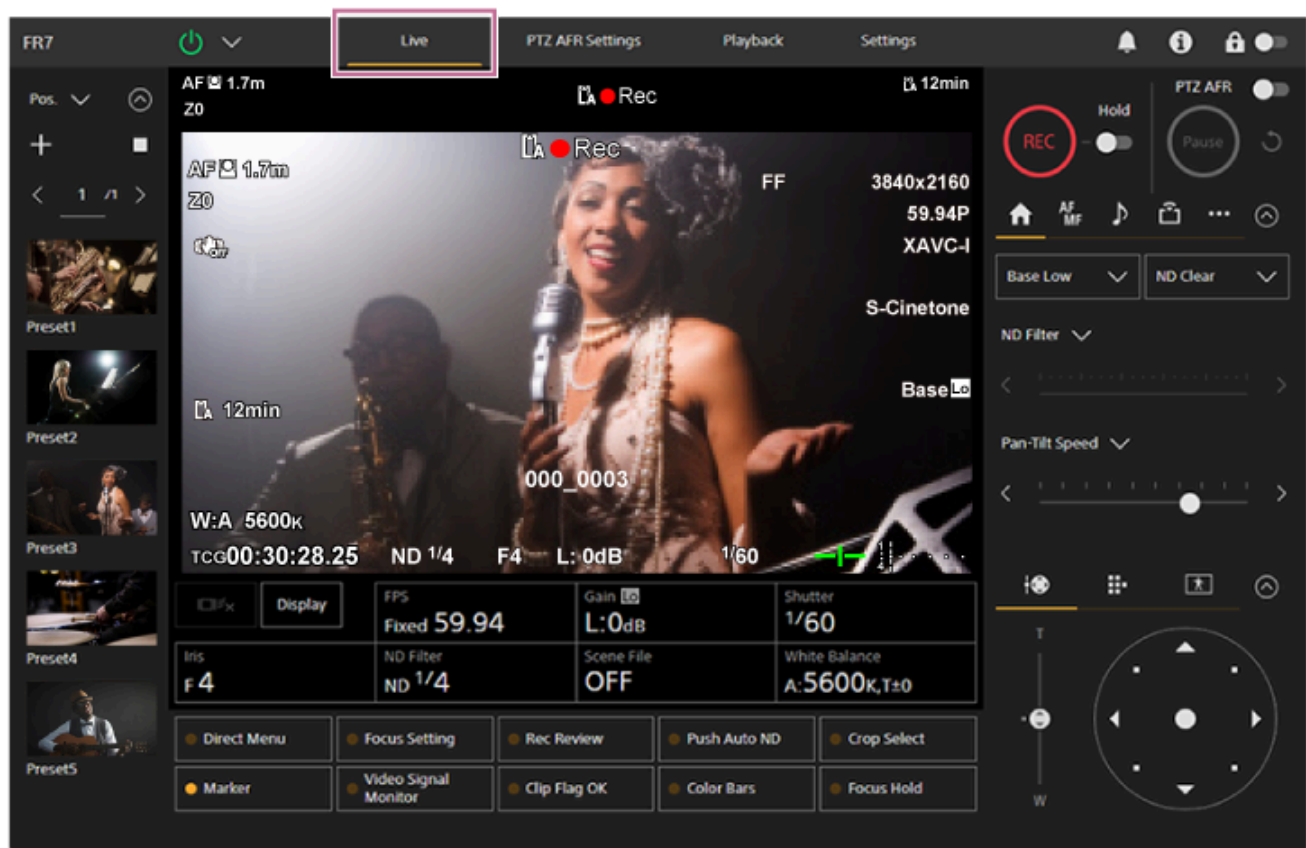 FR7
Live
PTZ AFR Settings
Playback
Settings
Pos.
1 /1
Preset1
Preset2
Preset3
Preset4
Preset5
AF 1.7m
Z0
A Rec
A 12min
A Rec
AF 1.7m
Z0
OFF
FF
3840x2160
59.94P
XAVC-I
S-Cinetone
Base Lo
A 12min
000_0003
W:A 5600K
TCG00:30:28.25 ND 1/4 F4 L: 0dB 1/60
Display
FPS
Fixed 59.94
Gain Lo
L:0dB
Shutter
1/60
Iris
F4
ND Filter
ND 1/4
Scene File
OFF
White Balance
A:5600K,T±0
Direct Menu
Focus Setting
Rec Review
Push Auto ND
Crop Select
Marker
Video Signal
Monitor
Clip Flag OK
Color Bars
Focus Hold
REC
Hold
PTZ AFR
Pause
AF
MF
Base Low
ND Clear
ND Filter
Pan-Tilt Speed
T
W